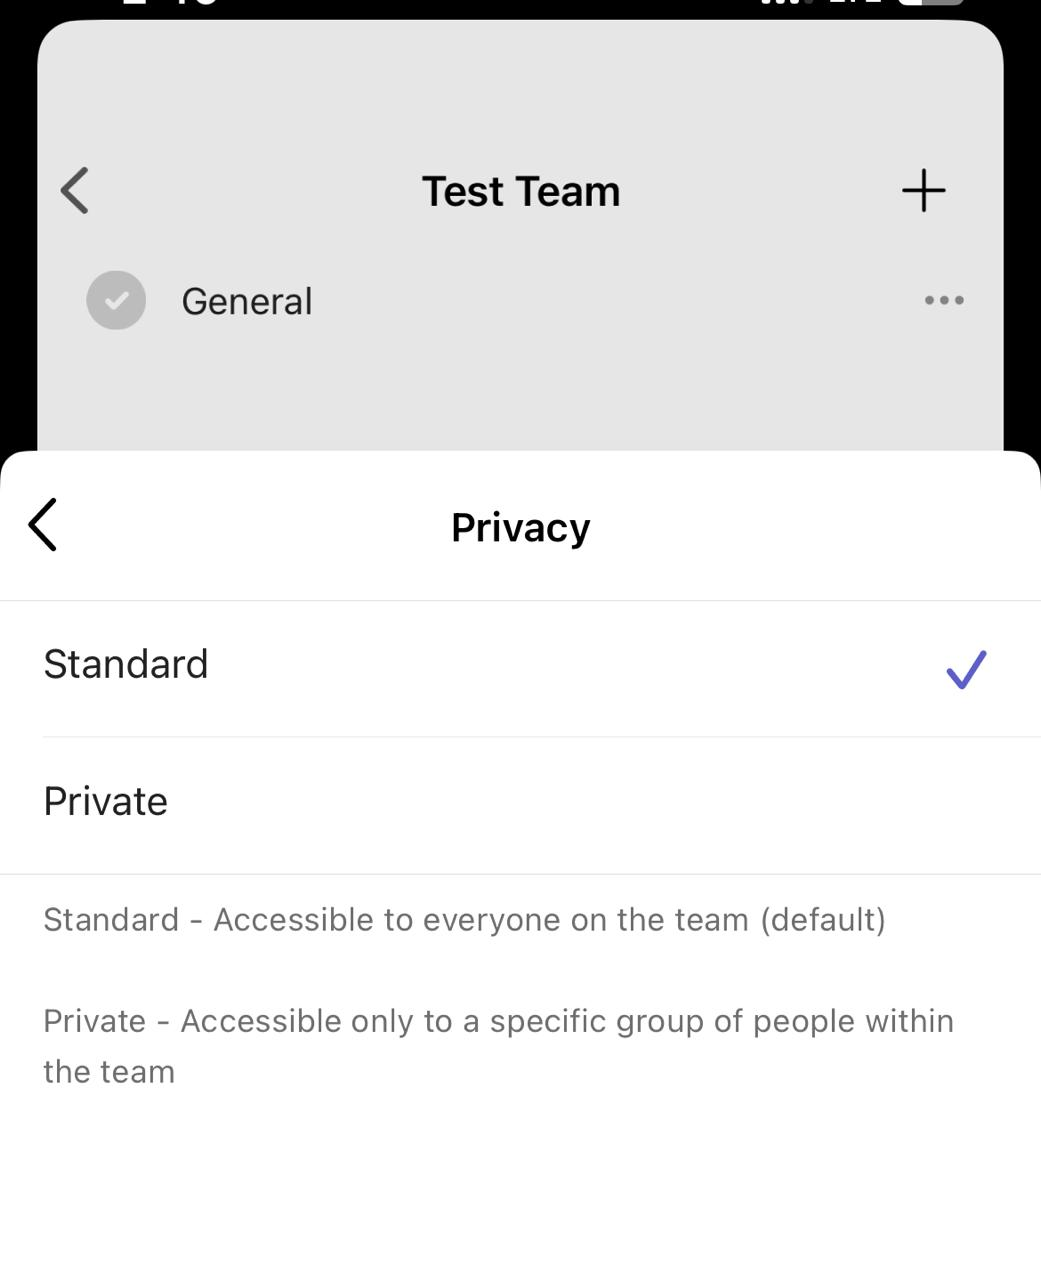 Test Team
General
Privacy
Standard
Private
Standard - Accessible to everyone on the team (default)
Private - Accessible only to a specific group of people within
the team